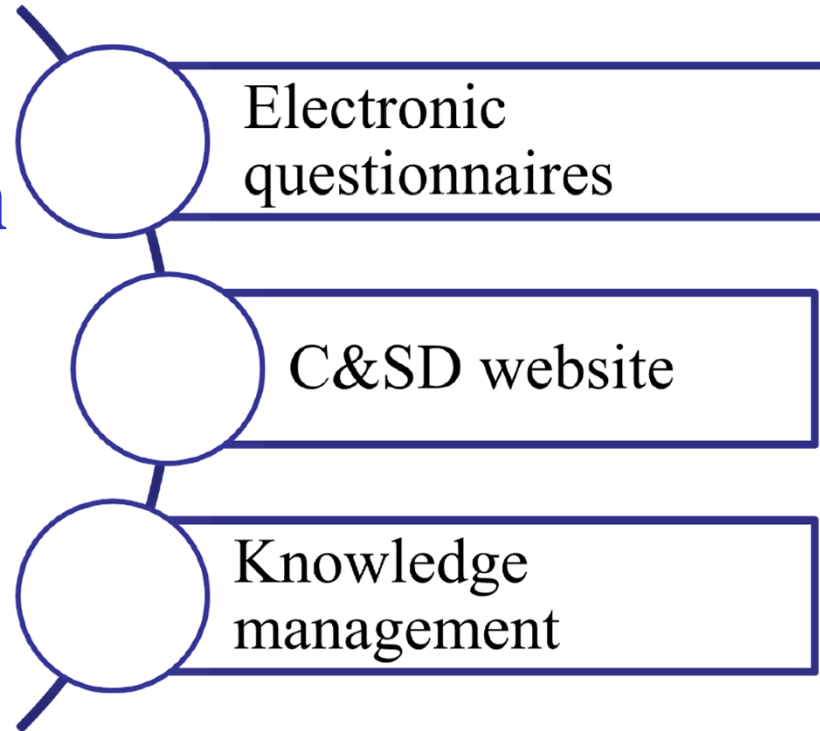 Electronic
questionnaires
C&SD website
Knowledge
management